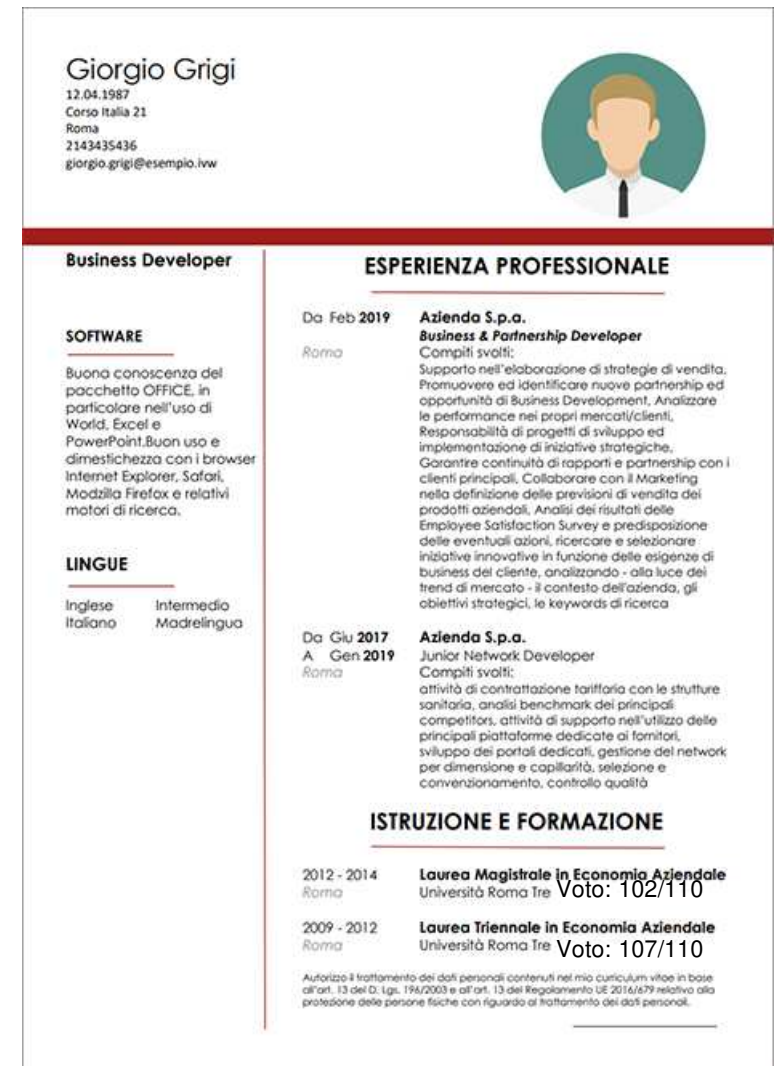 Giorgio Grigi
12.04.1987
Corso Italia 21
Roma
2143435436
giorgio.grigi@esempio.ivw
Business Developer
SOFTWARE
Buona conoscenza del
pacchetto OFFICE, in
particolare nell'uso di
World, Excel e
PowerPoint.Buon uso e
dimestichezza con i browser
Internet Explorer, Safari,
Modzilla Firefox e relativi
motori di ricerca.
LINGUE
Inglese Intermedio
Italiano Madrelingua
ESPERIENZA PROFESSIONALE
Da Feb 2019 Azienda S.p.a.
Business & Partnership Developer
Roma Compiti svolti:
Supporto nell'elaborazione di strategie di vendita,
Promuovere ed identificare nuove partnership ed
opportunità di Business Development, Analizzare
le performance nei propri mercati/clienti,
Responsabilità di progetti di sviluppo ed
implementazione di iniziative strategiche,
Garantire continuità di rapporti e partnership con i
clienti principali, Collaborare con il Marketing
nella definizione delle previsioni di vendita dei
prodotti aziendali, Analisi dei risultati delle
Employee Satisfaction Survey e predisposizione
delle eventuali azioni, ricercare e selezionare
iniziative innovative in funzione delle esigenze di
business del cliente, analizzando - alla luce dei
trend di mercato - il contesto dell'azienda, gli
obiettivi strategici, le keywords di ricerca
Da Giu 2017 Azienda S.p.a.
A Gen 2019 Junior Network Developer
Roma Compiti svolti:
attività di contrattazione tariffaria con le strutture
sanitaria, analisi benchmark dei principali
competitors, attività di supporto nell'utilizzo delle
principali piattaforme dedicate ai fornitori,
sviluppo dei portali dedicati, gestione del network
per dimensione e capillarità, selezione e
convenzionamento, controllo qualità
ISTRUZIONE E FORMAZIONE
2012 - 2014 Laurea Magistrale in Economia Aziendale
Roma Università Roma Tre Voto: 102/110
2009 - 2012 Laurea Triennale in Economia Aziendale
Roma Università Roma Tre Voto: 107/110
Autorizzo il trattamento dei dati personali contenuti nel mio curriculum vitae in base
all'art. 13 del D. Lgs. 196/2003 e all'art. 13 del Regolamento UE 2016/679 relativo alla
protezione delle persone fisiche con riguardo al trattamento dei dati personali.